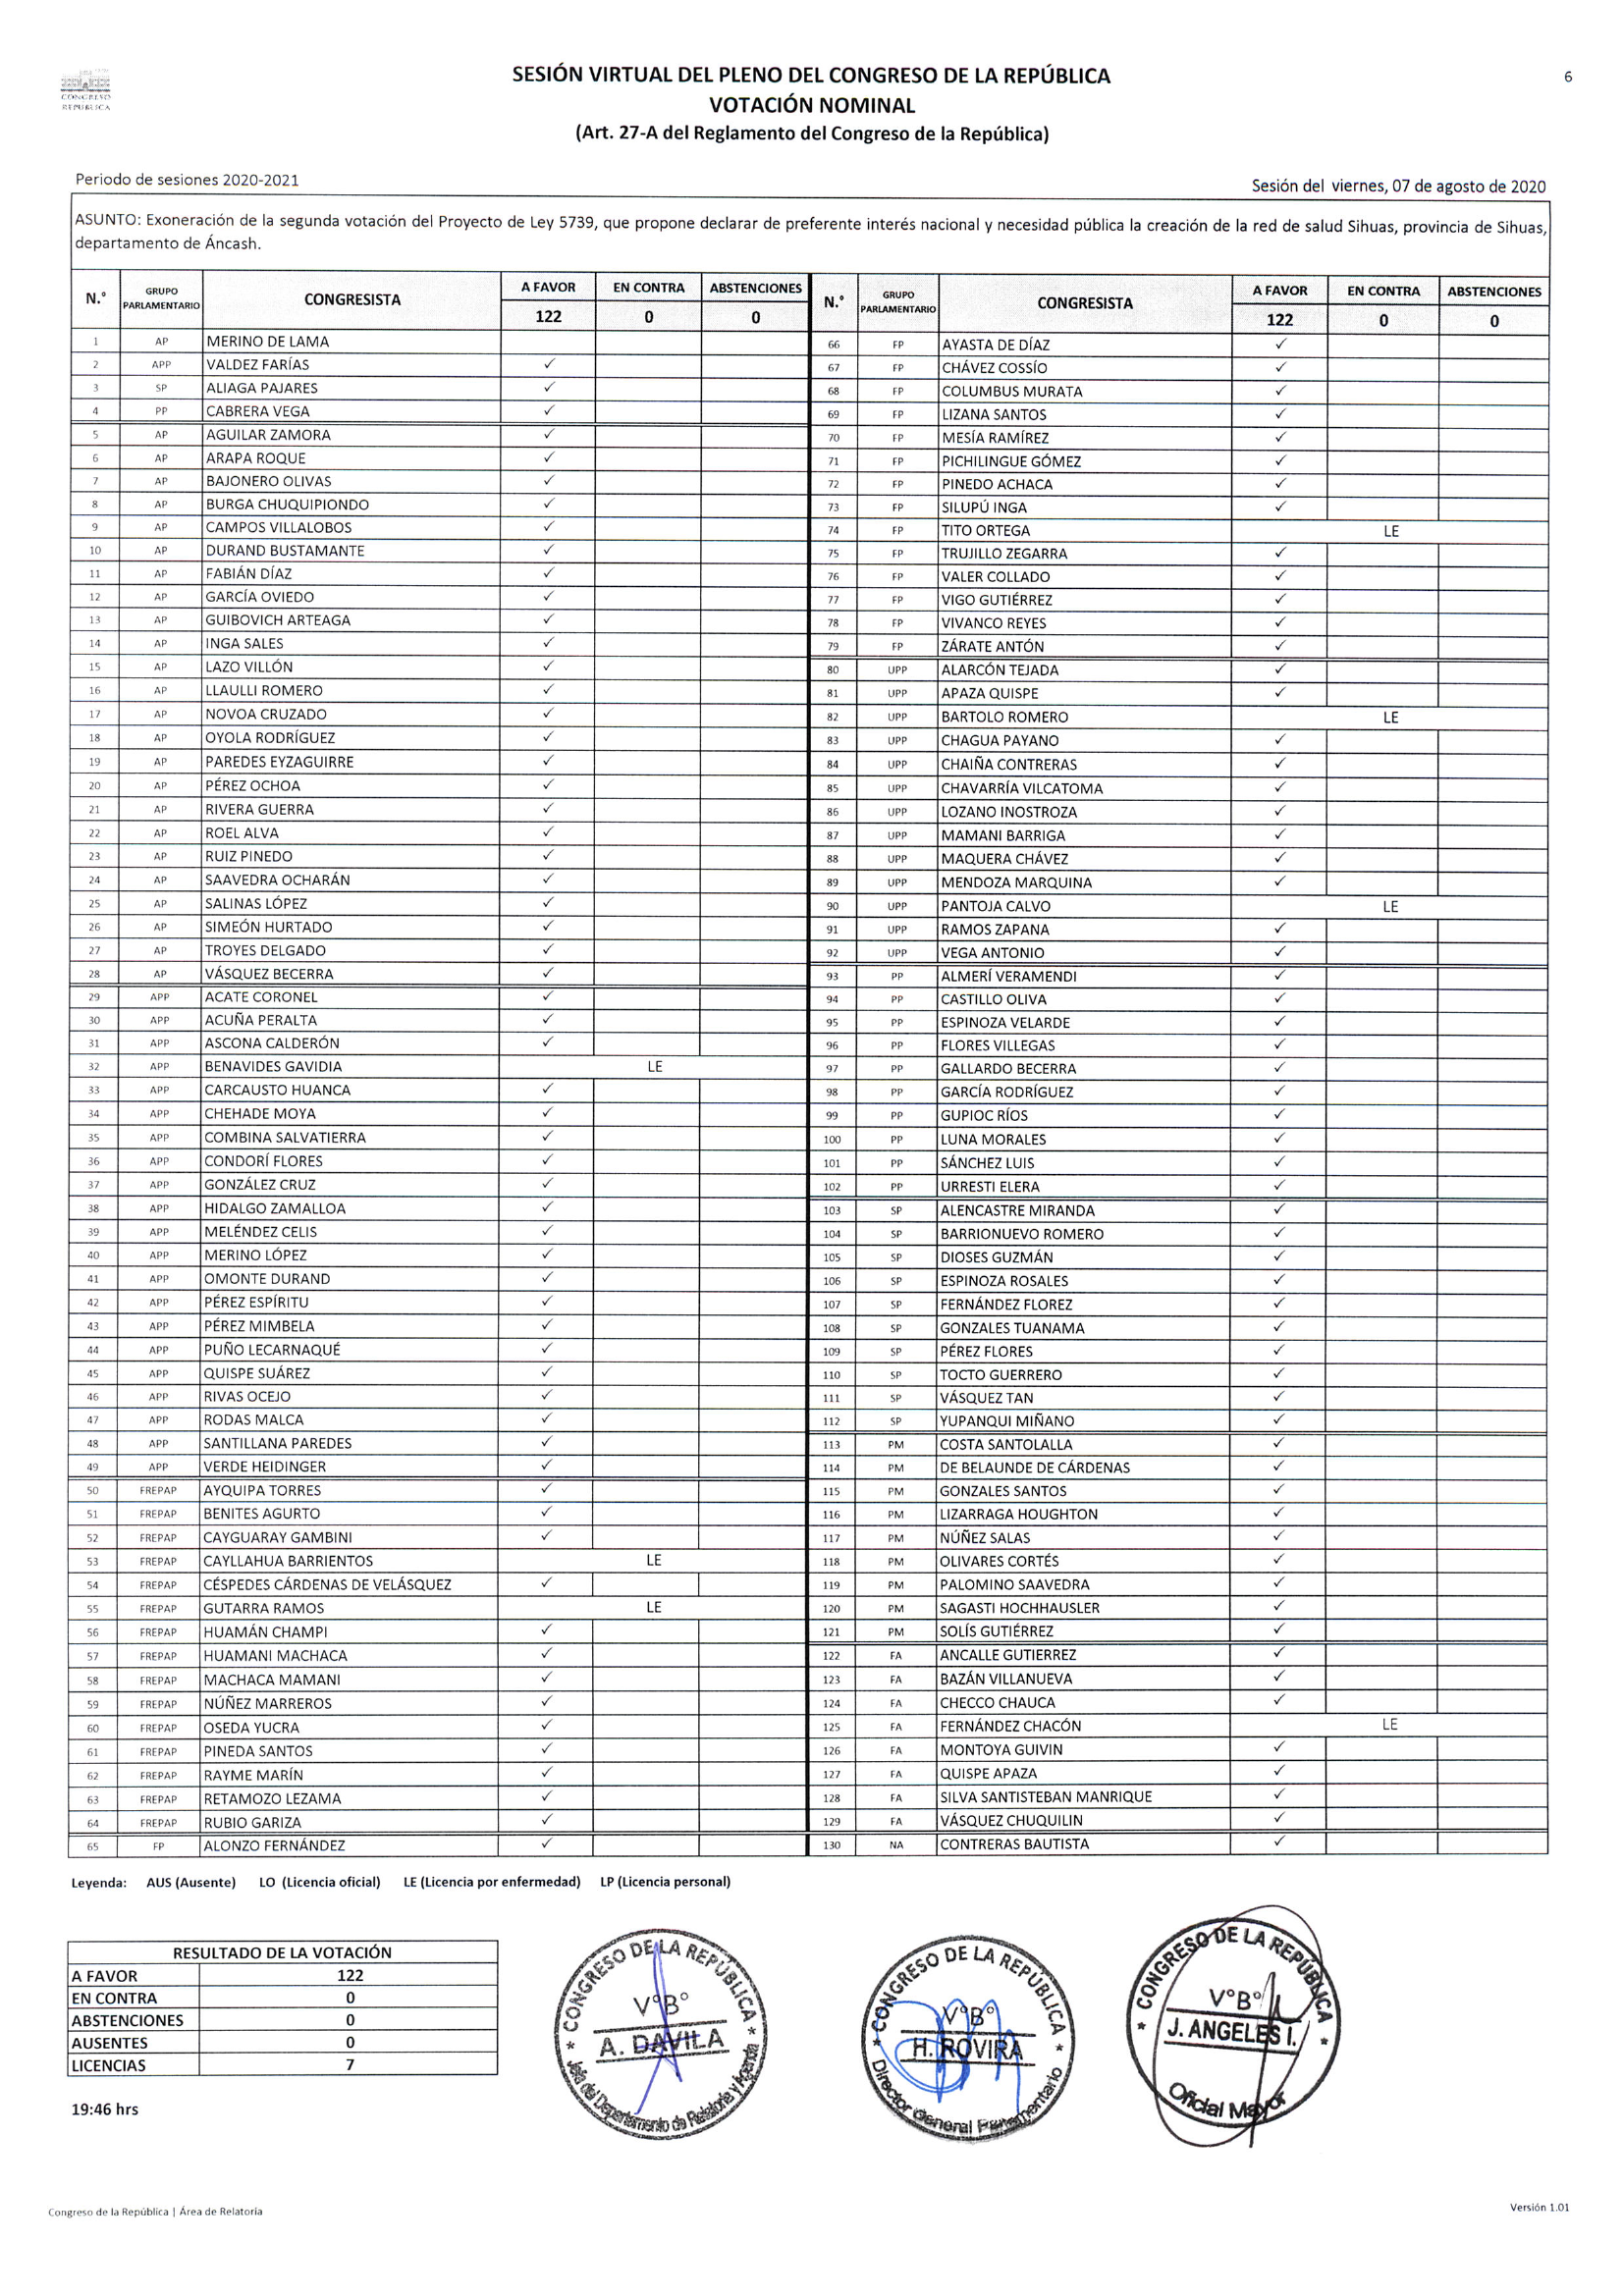 CONGRESO
REPÚBLICA
SESIÓN VIRTUAL DEL PLENO DEL CONGRESO DE LA REPÚBLICA
6
VOTACIÓN NOMINAL
(Art. 27-A del Reglamento del Congreso de la República)
Periodo de sesiones 2020-2021
Sesión del viernes, 07 de agosto de 2020
ASUNTO: Exoneración de la segunda votación del Proyecto de Ley 5739, que propone declarar de preferente interés nacional y necesidad pública la creación de la red de salud Sihuas, provincia de Sihuas,
departamento de Áncash.
N.° GRUPO PARLAMENTARIO CONGRESISTA A FAVOR EN CONTRA ABSTENCIONES
122 0 0
1 AP MERINO DE LAMA
2 APP VALDEZ FARÍAS ✓
3 SP ALIAGA PAJARES ✓
4 PP CABRERA VEGA ✓
5 AP AGUILAR ZAMORA ✓
6 AP ARAPA ROQUE ✓
7 AP BAJONERO OLIVAS ✓
8 AP BURGA CHUQUIPIONDO ✓
9 AP CAMPOS VILLALOBOS ✓
10 AP DURAND BUSTAMANTE ✓
11 AP FABIÁN DÍAZ ✓
12 AP GARCÍA OVIEDO ✓
13 AP GUIBOVICH ARTEAGA ✓
14 AP INGA SALES ✓
15 AP LAZO VILLÓN ✓
16 AP LLAULLI ROMERO ✓
17 AP NOVOA CRUZADO ✓
18 AP OYOLA RODRÍGUEZ ✓
19 AP PAREDES EYZAGUIRRE ✓
20 AP PÉREZ OCHOA ✓
21 AP RIVERA GUERRA ✓
22 AP ROEL ALVA ✓
23 AP RUIZ PINEDO ✓
24 AP SAAVEDRA OCHARÁN ✓
25 AP SALINAS LÓPEZ ✓
26 AP SIMEÓN HURTADO ✓
27 AP TROYES DELGADO ✓
28 AP VÁSQUEZ BECERRA ✓
29 APP ACATE CORONEL ✓
30 APP ACUÑA PERALTA ✓
31 APP ASCONA CALDERÓN ✓
32 APP BENAVIDES GAVIDIA LE
33 APP CARCAUSTO HUANCA ✓
34 APP CHEHADE MOYA ✓
35 APP COMBINA SALVATIERRA ✓
36 APP CONDORÍ FLORES ✓
37 APP GONZÁLEZ CRUZ ✓
38 APP HIDALGO ZAMALLOA ✓
39 APP MELÉNDEZ CELIS ✓
40 APP MERINO LÓPEZ ✓
41 APP OMONTE DURAND ✓
42 APP PÉREZ ESPÍRITU ✓
43 APP PÉREZ MIMBELA ✓
44 APP PUÑO LECARNAQUÉ ✓
45 APP QUISPE SUÁREZ ✓
46 APP RIVAS OCEJO ✓
47 APP RODAS MALCA ✓
48 APP SANTILLANA PAREDES ✓
49 APP VERDE HEIDINGER ✓
50 FREPAP AYQUIPA TORRES ✓
51 FREPAP BENITES AGURTO ✓
52 FREPAP CAYGUARAY GAMBINI ✓
53 FREPAP CAYLLAHUA BARRIENTOS LE
54 FREPAP CÉSPEDES CÁRDENAS DE VELÁSQUEZ ✓
55 FREPAP GUTARRA RAMOS LE
56 FREPAP HUAMÁN CHAMPI ✓
57 FREPAP HUAMANI MACHACA ✓
58 FREPAP MACHACA MAMANI ✓
59 FREPAP NÚÑEZ MARREROS ✓
60 FREPAP OSEDA YUCRA ✓
61 FREPAP PINEDA SANTOS ✓
62 FREPAP RAYME MARÍN ✓
63 FREPAP RETAMOZO LEZAMA ✓
64 FREPAP RUBIO GARIZA ✓
65 FP ALONZO FERNÁNDEZ ✓
N.° GRUPO PARLAMENTARIO CONGRESISTA A FAVOR EN CONTRA ABSTENCIONES
122 0 0
66 FP AYASTA DE DÍAZ ✓
67 FP CHÁVEZ COSSÍO ✓
68 FP COLUMBUS MURATA ✓
69 FP LIZANA SANTOS ✓
70 FP MESÍA RAMÍREZ ✓
71 FP PICHILINGUE GÓMEZ ✓
72 FP PINEDO ACHACA ✓
73 FP SILUPÚ INGA ✓
74 FP TITO ORTEGA LE
75 FP TRUJILLO ZEGARRA ✓
76 FP VALER COLLADO ✓
77 FP VIGO GUTIÉRREZ ✓
78 FP VIVANCO REYES ✓
79 FP ZÁRATE ANTÓN ✓
80 UPP ALARCÓN TEJADA ✓
81 UPP APAZA QUISPE ✓
82 UPP BARTOLO ROMERO LE
83 UPP CHAGUA PAYANO ✓
84 UPP CHAIÑA CONTRERAS ✓
85 UPP CHAVARRÍA VILCATOMA ✓
86 UPP LOZANO INOSTROZA ✓
87 UPP MAMANI BARRIGA ✓
88 UPP MAQUERA CHÁVEZ ✓
89 UPP MENDOZA MARQUINA ✓
90 UPP PANTOJA CALVO LE
91 UPP RAMOS ZAPANA ✓
92 UPP VEGA ANTONIO ✓
93 PP ALMERÍ VERAMENDI ✓
94 PP CASTILLO OLIVA ✓
95 PP ESPINOZA VELARDE ✓
96 PP FLORES VILLEGAS ✓
97 PP GALLARDO BECERRA ✓
98 PP GARCÍA RODRÍGUEZ ✓
99 PP GUPIOC RÍOS ✓
100 PP LUNA MORALES ✓
101 PP SÁNCHEZ LUIS ✓
102 PP URRESTI ELERA ✓
103 SP ALENCASTRE MIRANDA ✓
104 SP BARRIONUEVO ROMERO ✓
105 SP DIOSES GUZMÁN ✓
106 SP ESPINOZA ROSALES ✓
107 SP FERNÁNDEZ FLOREZ ✓
108 SP GONZALES TUANAMA ✓
109 SP PÉREZ FLORES ✓
110 SP TOCTO GUERRERO ✓
111 SP VÁSQUEZ TAN ✓
112 SP YUPANQUI MIÑANO ✓
113 PM COSTA SANTOLALLA ✓
114 PM DE BELAUNDE DE CÁRDENAS ✓
115 PM GONZALES SANTOS ✓
116 PM LIZARRAGA HOUGHTON ✓
117 PM NÚÑEZ SALAS ✓
118 PM OLIVARES CORTÉS ✓
119 PM PALOMINO SAAVEDRA ✓
120 PM SAGASTI HOCHHAUSLER ✓
121 PM SOLÍS GUTIÉRREZ ✓
122 FA ANCALLE GUTIERREZ ✓
123 FA BAZÁN VILLANUEVA ✓
124 FA CHECCO CHAUCA ✓
125 FA FERNÁNDEZ CHACÓN LE
126 FA MONTOYA GUIVIN ✓
127 FA QUISPE APAZA ✓
128 FA SILVA SANTISTEBAN MANRIQUE ✓
129 FA VÁSQUEZ CHUQUILIN ✓
130 NA CONTRERAS BAUTISTA ✓
Leyenda: AUS (Ausente) LO (Licencia oficial) LE (Licencia por enfermedad) LP (Licencia personal)
RESULTADO DE LA VOTACIÓN
A FAVOR 122
EN CONTRA 0
ABSTENCIONES 0
AUSENTES 0
LICENCIAS 7
19:46 hrs
* CONGRESO DE LA REPÚBLICA *
V°B°
A. DAVILA
Jefa del Departamento de Relatoría y Agenda
* CONGRESO DE LA REPÚBLICA *
V°B°
H. ROVIRA
Director General Parlamentario
* CONGRESO DE LA REPÚBLICA *
V°B°
J. ANGELES I.
Oficial Mayor
Congreso de la República | Área de Relatoría
Versión 1.01